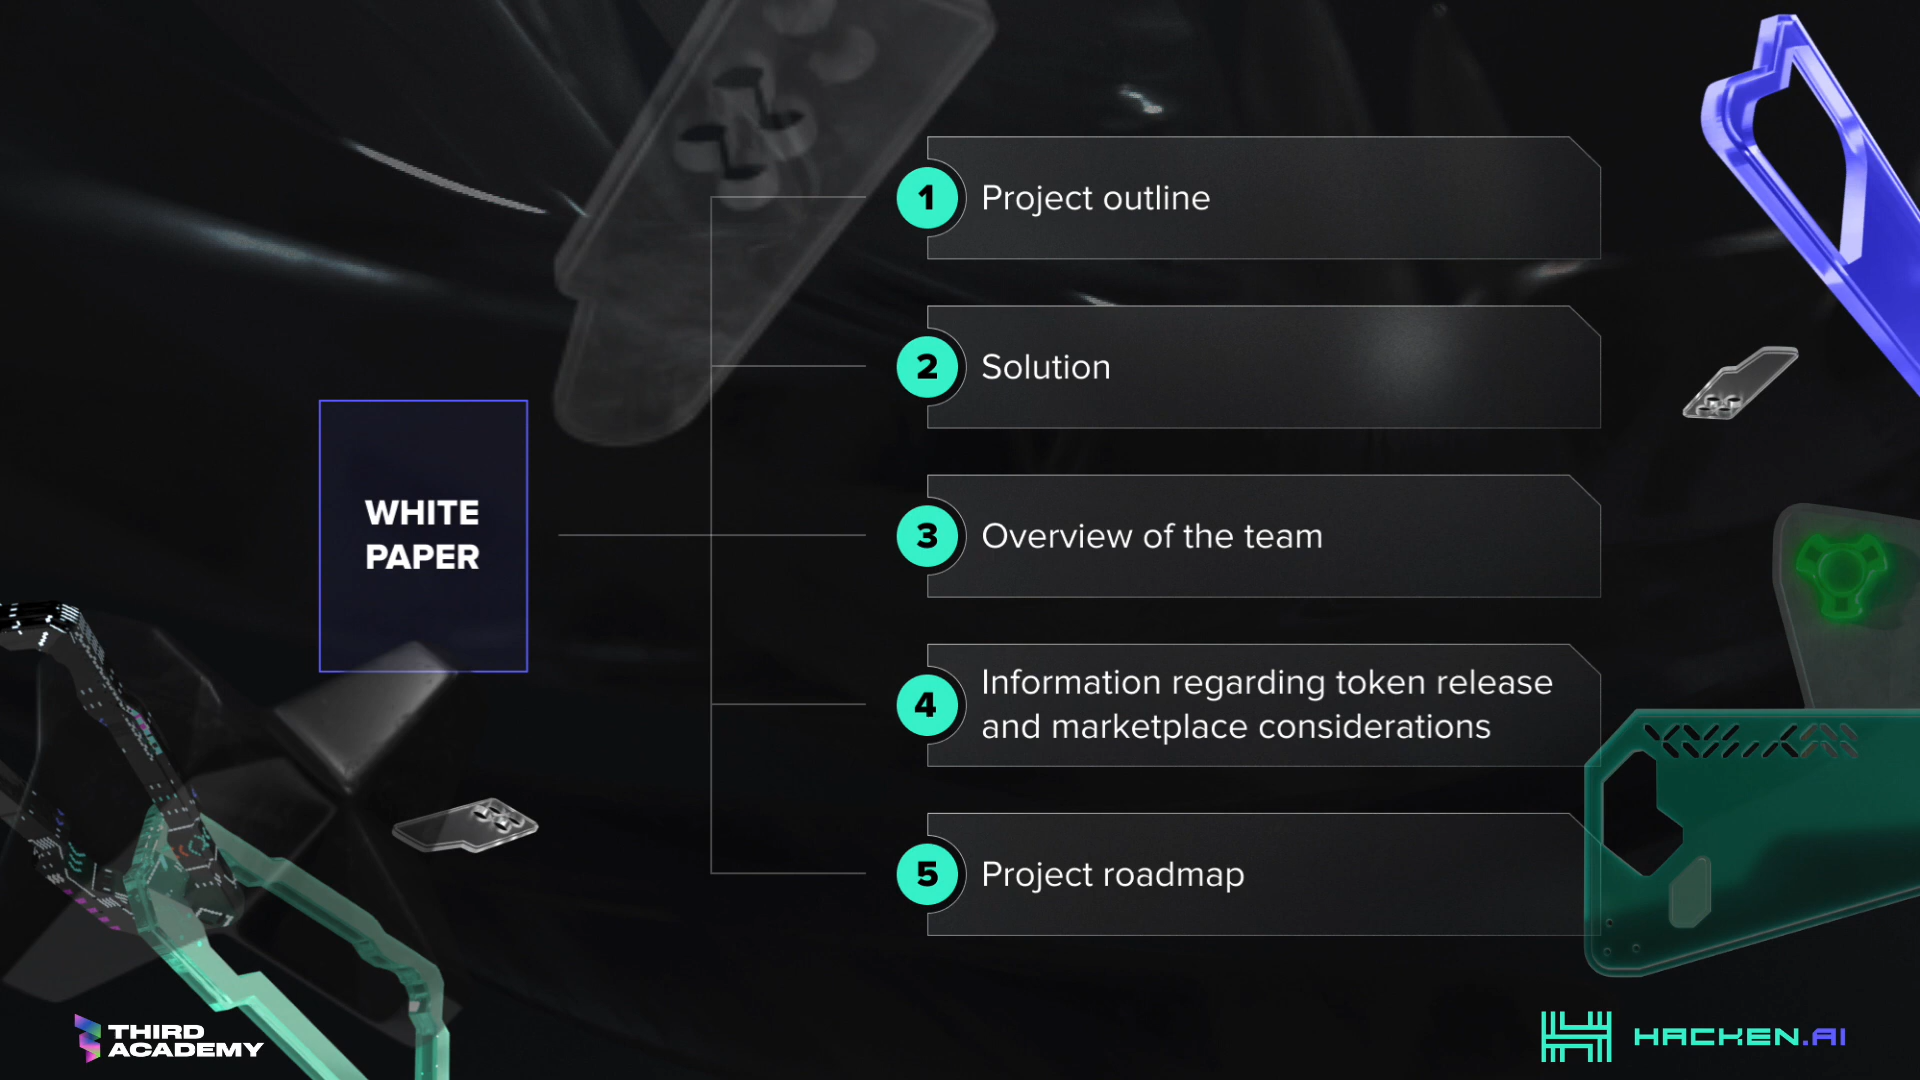 WHITE
PAPER
1
Project outline
2
Solution
3
Overview of the team
4
Information regarding token release
and marketplace considerations
5
Project roadmap
THIRD
ACADEMY
HACKEN.AI